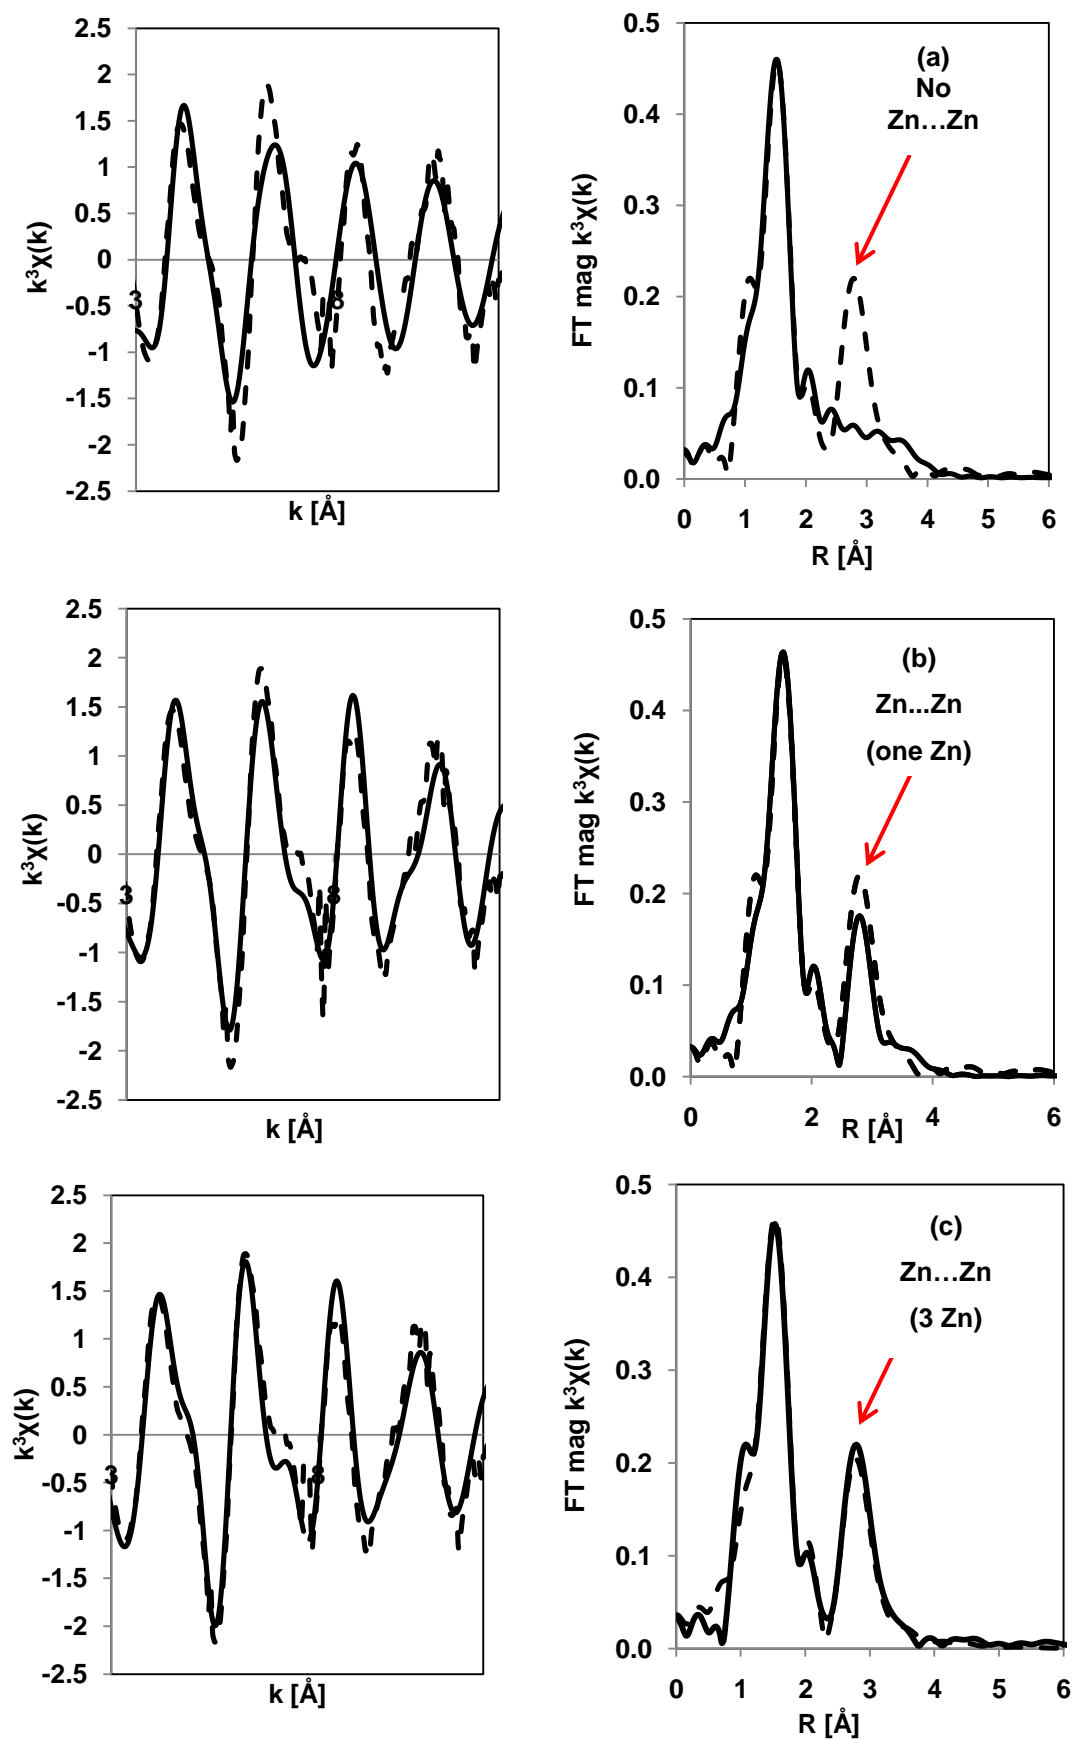 2.5
2
1.5
1
0.5
0
-0.5
-1
-1.5
-2
-2.5
3
8
k³χ(k)
k [Å]
0.5
0.4
0.3
0.2
0.1
0.0
0 1 2 3 4 5 6
FT mag k³χ(k)
R [Å]
(a)
No
Zn…Zn
2.5
2
1.5
1
0.5
0
-0.5
-1
-1.5
-2
-2.5
3
8
k³χ(k)
k [Å]
0.5
0.4
0.3
0.2
0.1
0.0
0 2 4 6
FT mag k³χ(k)
R [Å]
(b)
Zn...Zn
(one Zn)
2.5
2
1.5
1
0.5
0
-0.5
-1
-1.5
-2
-2.5
3
8
k³χ(k)
k [Å]
0.5
0.4
0.3
0.2
0.1
0.0
0 1 2 3 4 5 6
FT mag k³χ(k)
R [Å]
(c)
Zn…Zn
(3 Zn)